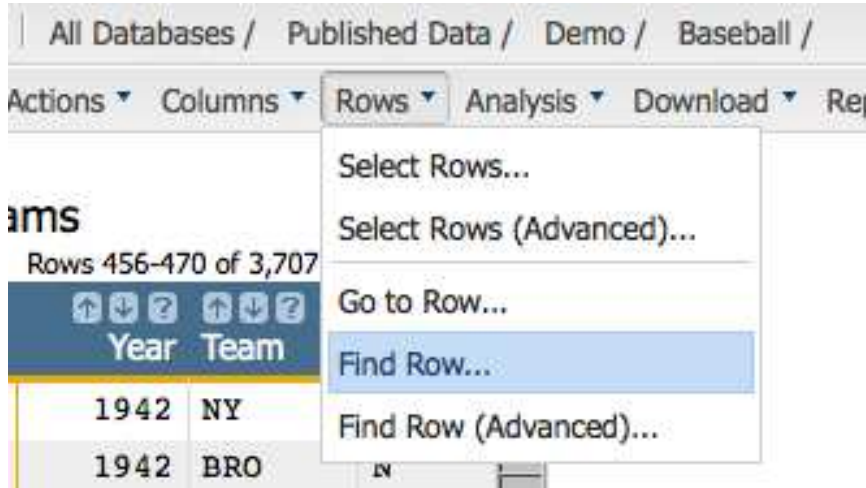 All Databases / Published Data / Demo / Baseball /
Actions Columns Rows Analysis Download Rep
Select Rows...
ams
Select Rows (Advanced)...
Rows 456-470 of 3,707
Go to Row...
? ?
Year Team
Find Row...
1942 NY
Find Row (Advanced)...
1942 BRO N